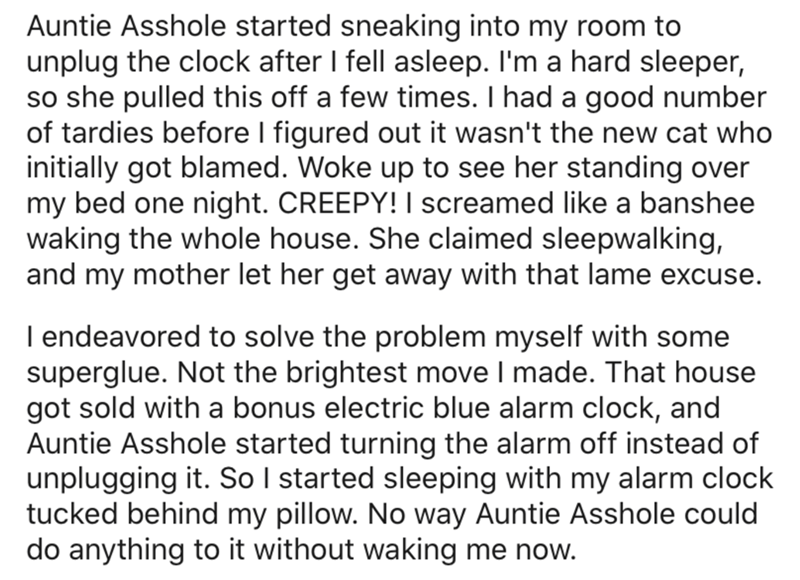 Auntie Asshole started sneaking into my room to
unplug the clock after I fell asleep. I'm a hard sleeper,
so she pulled this off a few times. I had a good number
of tardies before I figured out it wasn't the new cat who
initially got blamed. Woke up to see her standing over
my bed one night. CREEPY! I screamed like a banshee
waking the whole house. She claimed sleepwalking,
and my mother let her get away with that lame excuse.
I endeavored to solve the problem myself with some
superglue. Not the brightest move I made. That house
got sold with a bonus electric blue alarm clock, and
Auntie Asshole started turning the alarm off instead of
unplugging it. So I started sleeping with my alarm clock
tucked behind my pillow. No way Auntie Asshole could
do anything to it without waking me now.